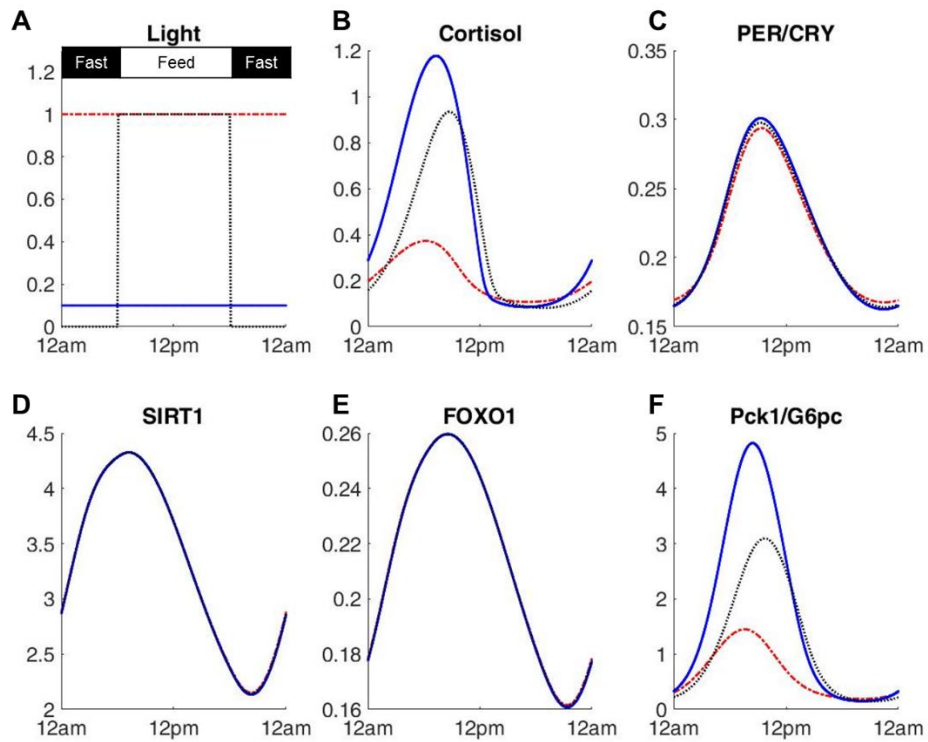 A
Light
Fast Feed Fast
1.2
1
0.8
0.6
0.4
0.2
0
12am 12pm 12am
B
Cortisol
1.2
1
0.8
0.6
0.4
0.2
0
12am 12pm 12am
C
PER/CRY
0.35
0.3
0.25
0.2
0.15
12am 12pm 12am
D
SIRT1
4.5
4
3.5
3
2.5
2
12am 12pm 12am
E
FOXO1
0.26
0.24
0.22
0.2
0.18
0.16
12am 12pm 12am
F
Pck1/G6pc
5
4
3
2
1
0
12am 12pm 12am